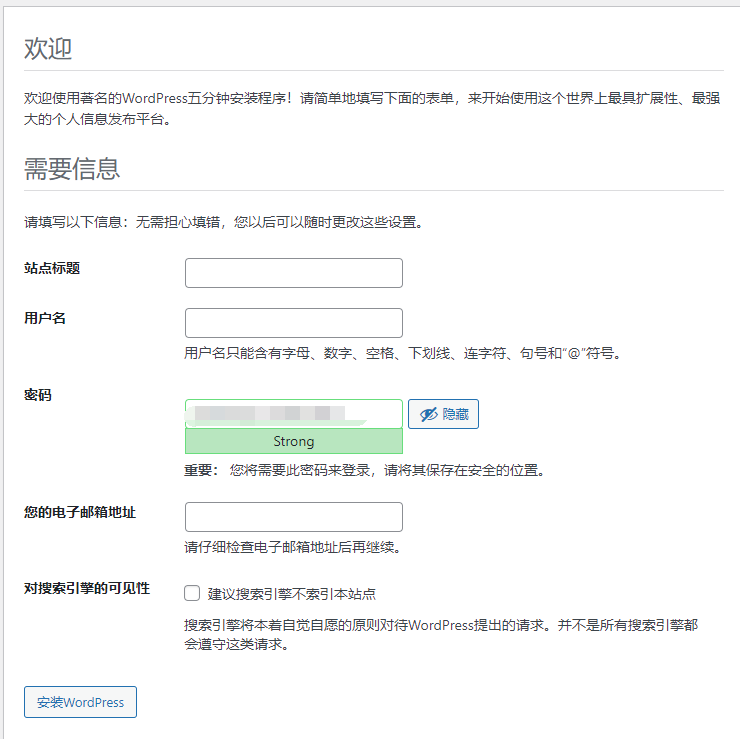 欢迎
欢迎使用著名的WordPress五分钟安装程序！请简单地填写下面的表单，来开始使用这个世界上最具扩展性、最强
大的个人信息发布平台。
需要信息
请填写以下信息：无需担心填错，您以后可以随时更改这些设置。
站点标题
用户名
用户名只能含有字母、数字、空格、下划线、连字符、句号和“@”符号。
密码
隐藏
Strong
重要： 您将需要此密码来登录，请将其保存在安全的位置。
您的电子邮箱地址
请仔细检查电子邮箱地址后再继续。
对搜索引擎的可见性
建议搜索引擎不索引本站点
搜索引擎将本着自觉自愿的原则对待WordPress提出的请求。并不是所有搜索引擎都
会遵守这类请求。
安装WordPress